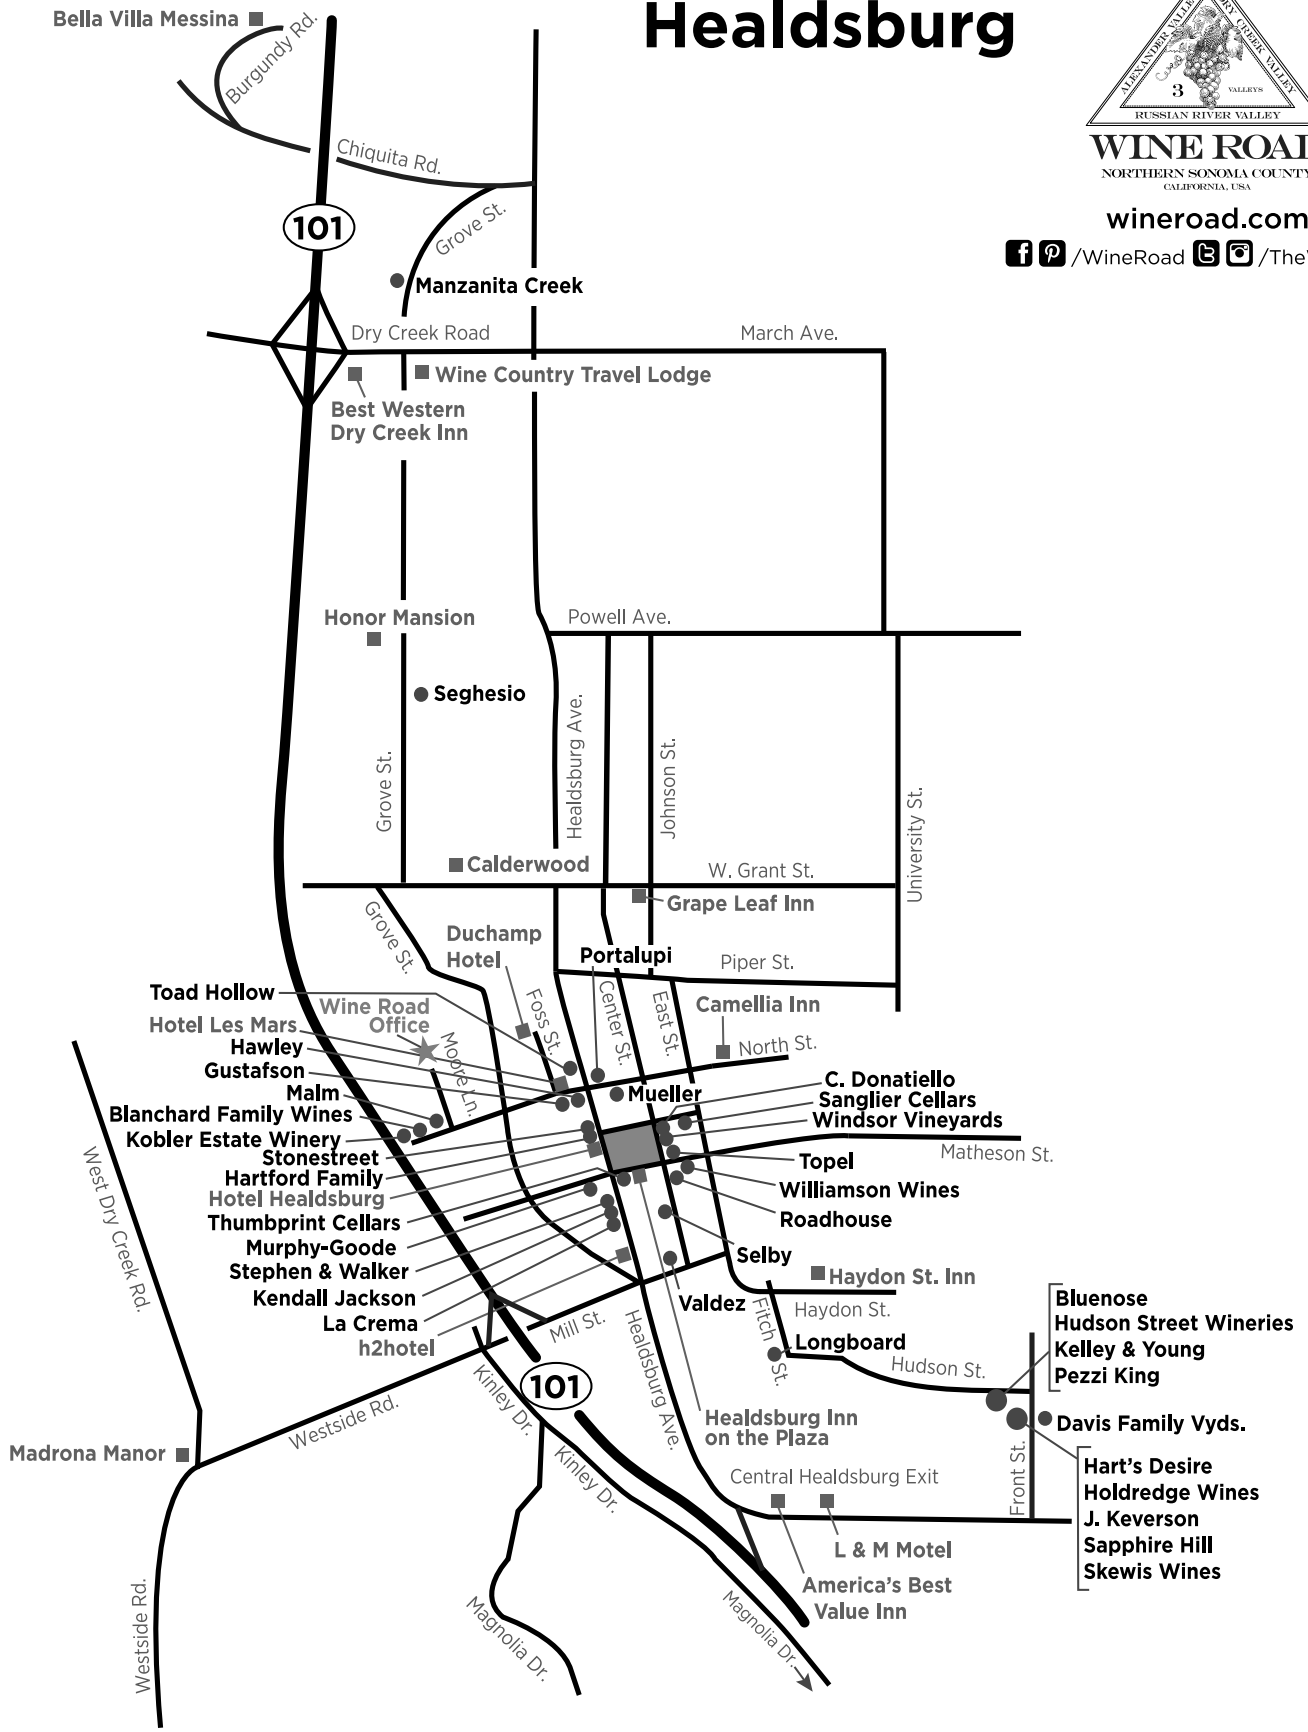 Healdsburg
Bella Villa Messina
Burgundy Rd.
ALEXANDER VALLEY
DRY CREEK VALLEY
3
VALLEYS
RUSSIAN RIVER VALLEY
WINE ROAD
NORTHERN SONOMA COUNTY
CALIFORNIA, USA
wineroad.com
/WineRoad
/The
Chiquita Rd.
101
Grove St.
Manzanita Creek
Dry Creek Road
March Ave.
Wine Country Travel Lodge
Best Western
Dry Creek Inn
Honor Mansion
Powell Ave.
Seghesio
Grove St.
Healdsburg Ave.
Johnson St.
University St.
Calderwood
W. Grant St.
Grape Leaf Inn
Grove St.
Duchamp
Hotel
Portalupi
Piper St.
Toad Hollow
Wine Road
Office
Foss St.
Center St.
East St.
Camellia Inn
Hotel Les Mars
Hawley
Moore Ln.
North St.
Gustafson
Malm
Mueller
C. Donatiello
Sanglier Cellars
Blanchard Family Wines
Windsor Vineyards
Kobler Estate Winery
Stonestreet
Matheson St.
Topel
Hartford Family
Hotel Healdsburg
Williamson Wines
Thumbprint Cellars
Roadhouse
Murphy-Goode
Selby
Stephen & Walker
Haydon St. Inn
Kendall Jackson
Valdez
Haydon St.
La Crema
h2hotel
Mill St.
Fitch St.
Longboard
Hudson St.
Bluenose
Hudson Street Wineries
Kelley & Young
Pezzi King
West Dry Creek Rd.
101
Kinley Dr.
Healdsburg Ave.
Westside Rd.
Healdsburg Inn
on the Plaza
Davis Family Vyds.
Madrona Manor
Kinley Dr.
Central Healdsburg Exit
Front St.
Hart's Desire
Holdredge Wines
J. Keverson
Sapphire Hill
Skewis Wines
L & M Motel
America's Best
Value Inn
Westside Rd.
Magnolia Dr.
Magnolia Dr.